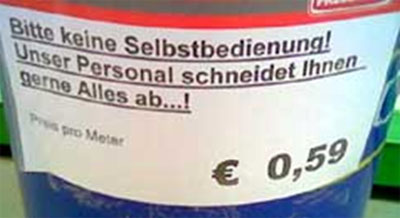 Bitte keine Selbstbedienung!
Unser Personal schneidet Ihnen
gerne Alles ab...!
Preis pro Meter
€ 0,59